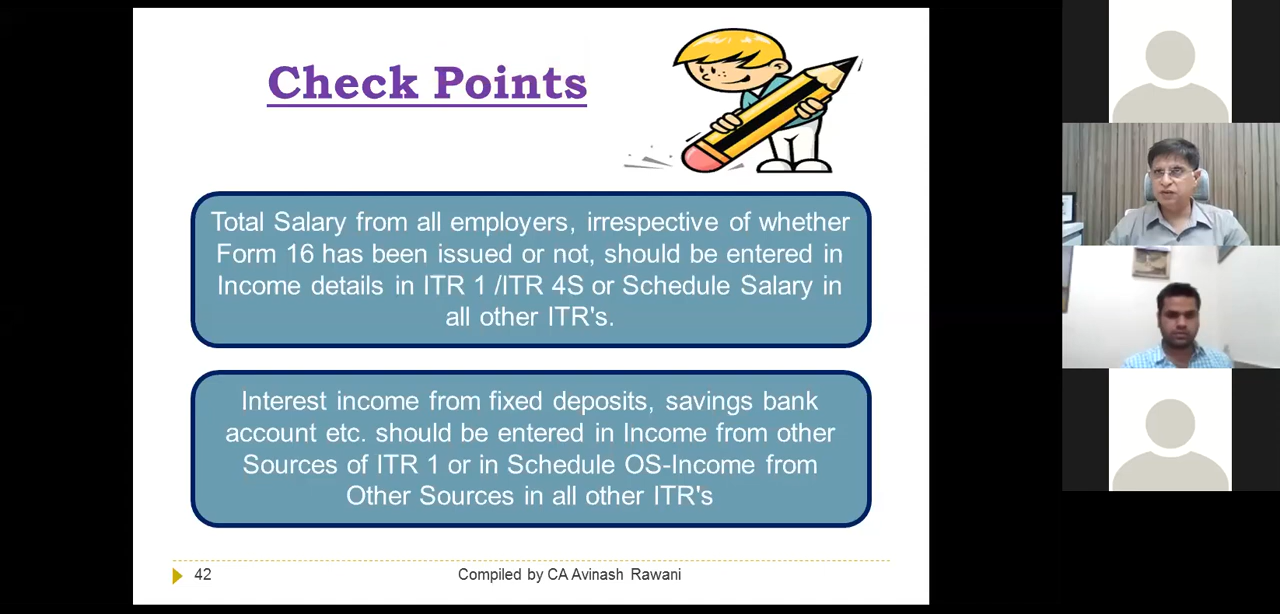 Check Points
Total Salary from all employers, irrespective of whether
Form 16 has been issued or not, should be entered in
Income details in ITR 1 /ITR 4S or Schedule Salary in
all other ITR's.
Interest income from fixed deposits, savings bank
account etc. should be entered in Income from other
Sources of ITR 1 or in Schedule OS-Income from
Other Sources in all other ITR's
42
Compiled by CA Avinash Rawani